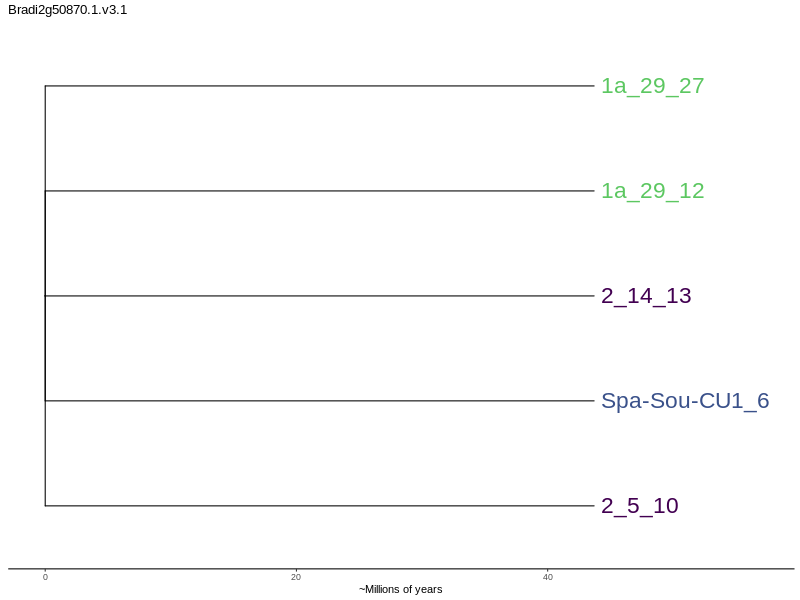 Bradi2g50870.1.v3.1
1a_29_27
1a_29_12
2_14_13
Spa-Sou-CU1_6
2_5_10
0 20 40
~Millions of years